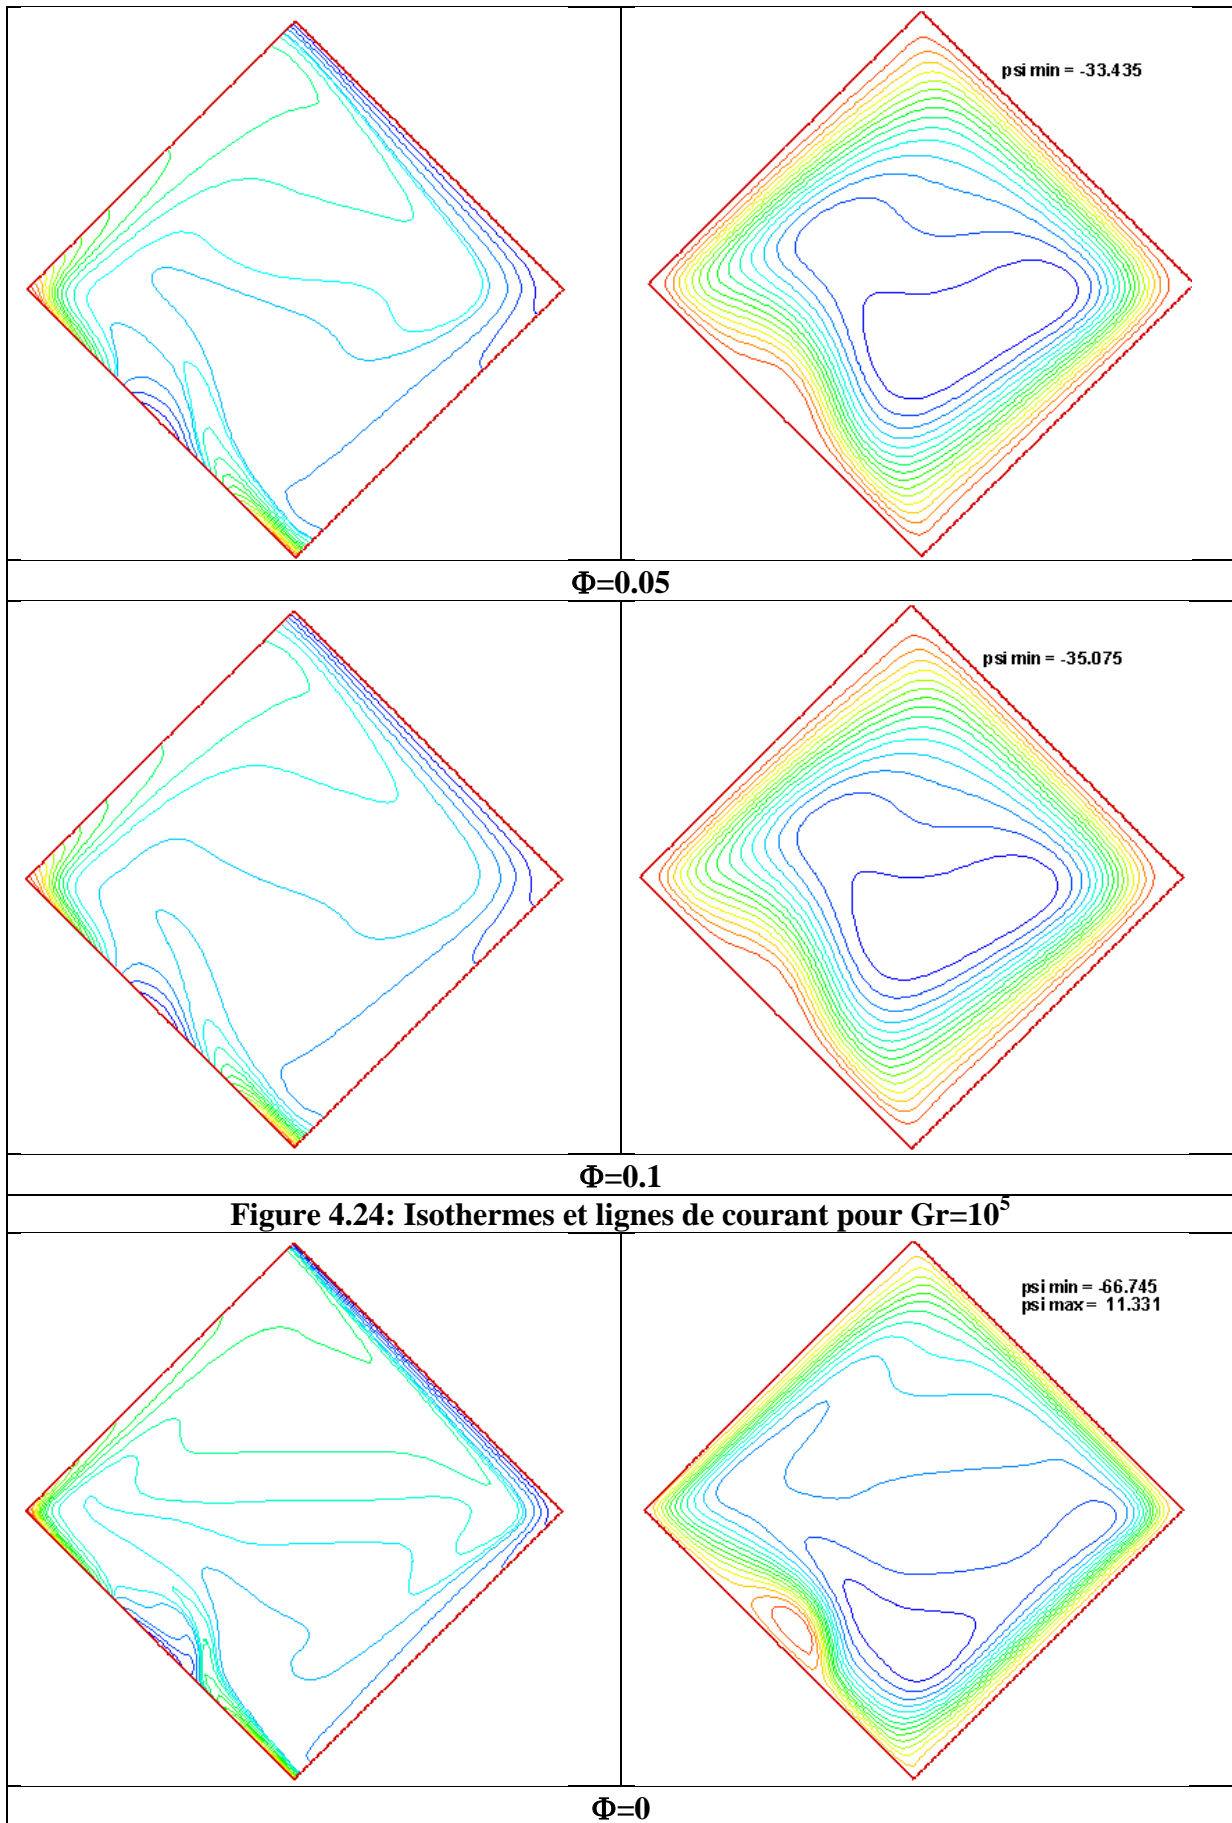 psi min = -33.435
Φ=0.05
psi min = -35.075
Φ=0.1
Figure 4.24: Isothermes et lignes de courant pour Gr=10⁵
psi min = -66.745
psi max = 11.331
Φ=0